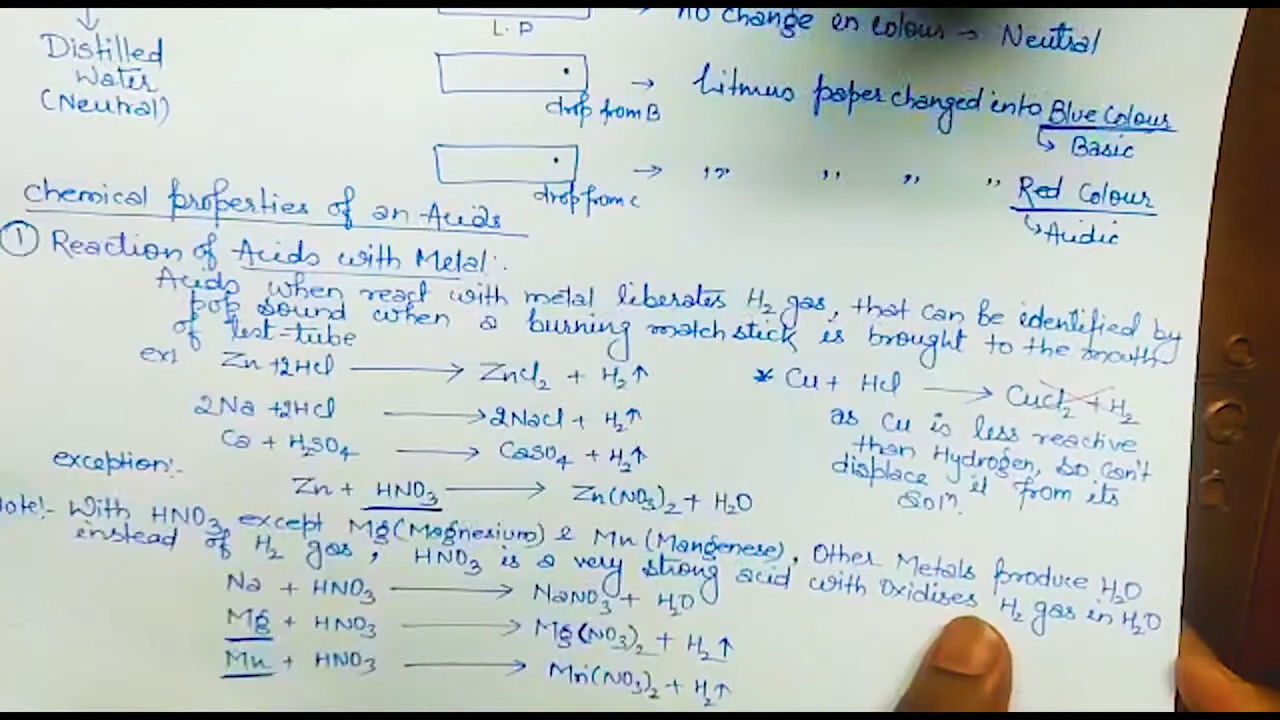 no change in colour → Neutral
L.P
Distilled
Water
(Neutral)
drop from B
→ Litmus paper changed into Blue Colour
↳ Basic
drop from C
→ ,, ,, ,, ,, Red Colour
↳ Acidic
Chemical properties of an Acids
① Reaction of Acids with Metal:.
Acids when react with metal liberates H₂ gas, that can be identified by
pop sound when a burning match stick is brought to the mouth
of test-tube
ex:
Zn + 2HCl → ZnCl₂ + H₂↑
2Na + 2HCl → 2NaCl + H₂↑
Ca + H₂SO₄ → CaSO₄ + H₂↑
* Cu + HCl → CuCl₂ + H₂
as Cu is less reactive
than Hydrogen, so can't
displace it from its
Solⁿ.
exception:-
Zn + HNO₃ → Zn(NO₃)₂ + H₂O
Note:- With HNO₃, except Mg(Magnesium) & Mn (Mangenese), Other Metals produce H₂O
instead of H₂ gas, HNO₃ is a very strong acid with Oxidises H₂ gas in H₂O
Na + HNO₃ → NaNO₃ + H₂O
Mg + HNO₃ → Mg(NO₃)₂ + H₂↑
Mn + HNO₃ → Mn(NO₃)₂ + H₂↑